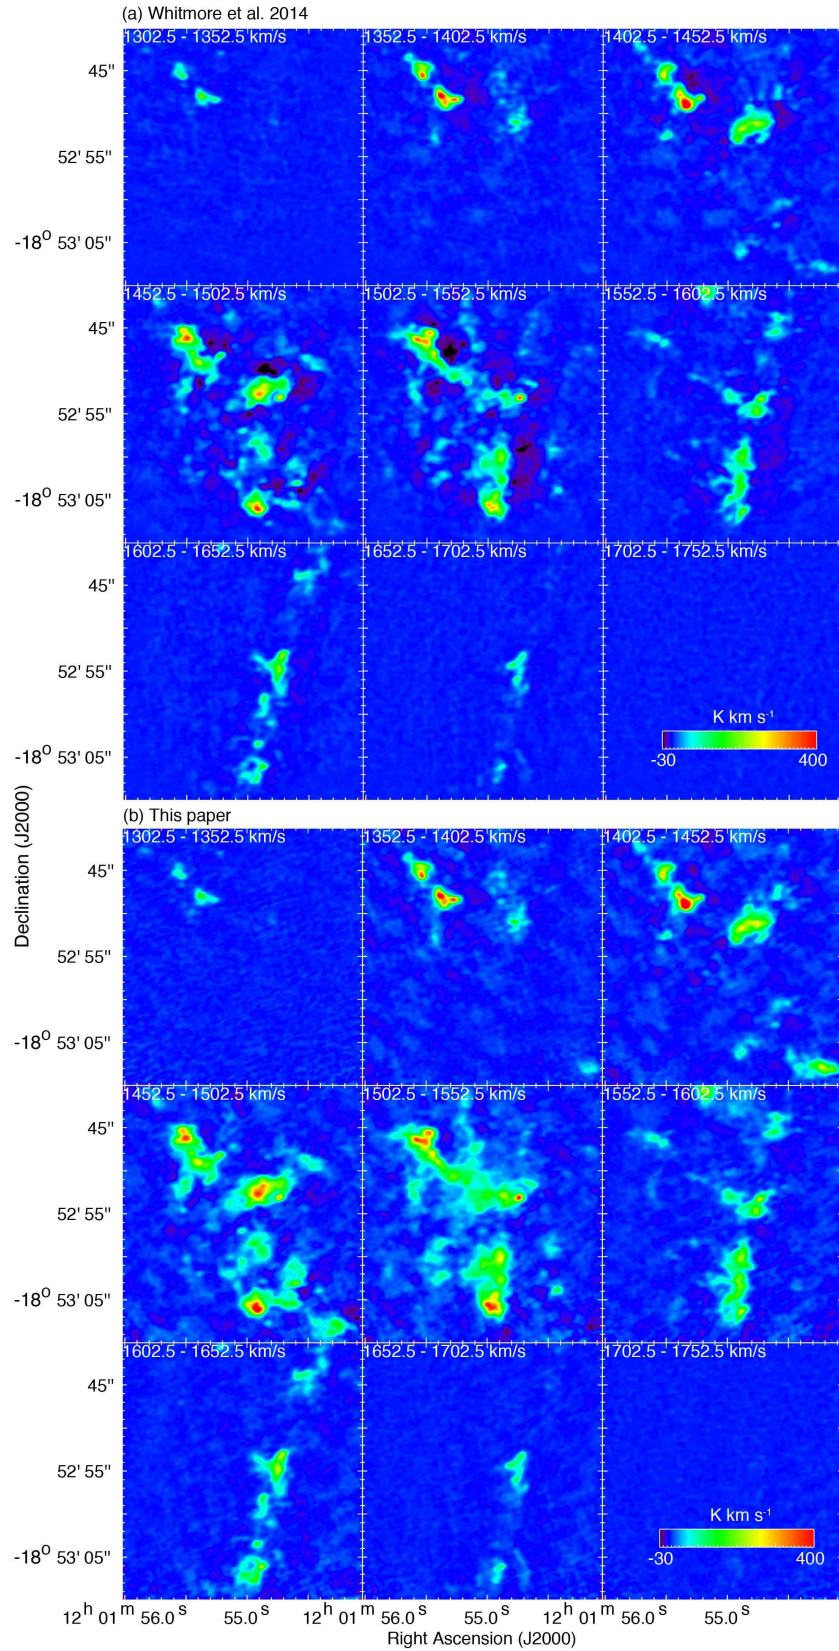 (a) Whitmore et al. 2014
1302.5 - 1352.5 km/s
1352.5 - 1402.5 km/s
1402.5 - 1452.5 km/s
45"
52' 55"
-18° 53' 05"
1452.5 - 1502.5 km/s
1502.5 - 1552.5 km/s
1552.5 - 1602.5 km/s
45"
52' 55"
-18° 53' 05"
1602.5 - 1652.5 km/s
1652.5 - 1702.5 km/s
1702.5 - 1752.5 km/s
45"
52' 55"
-18° 53' 05"
K km s⁻¹
-30 400
Declination (J2000)
(b) This paper
1302.5 - 1352.5 km/s
1352.5 - 1402.5 km/s
1402.5 - 1452.5 km/s
45"
52' 55"
-18° 53' 05"
1452.5 - 1502.5 km/s
1502.5 - 1552.5 km/s
1552.5 - 1602.5 km/s
45"
52' 55"
-18° 53' 05"
1602.5 - 1652.5 km/s
1652.5 - 1702.5 km/s
1702.5 - 1752.5 km/s
45"
52' 55"
-18° 53' 05"
K km s⁻¹
-30 400
12ʰ 01ᵐ 56.0ˢ 55.0ˢ 12ʰ 01ᵐ 56.0ˢ 55.0ˢ 12ʰ 01ᵐ 56.0ˢ 55.0ˢ
Right Ascension (J2000)